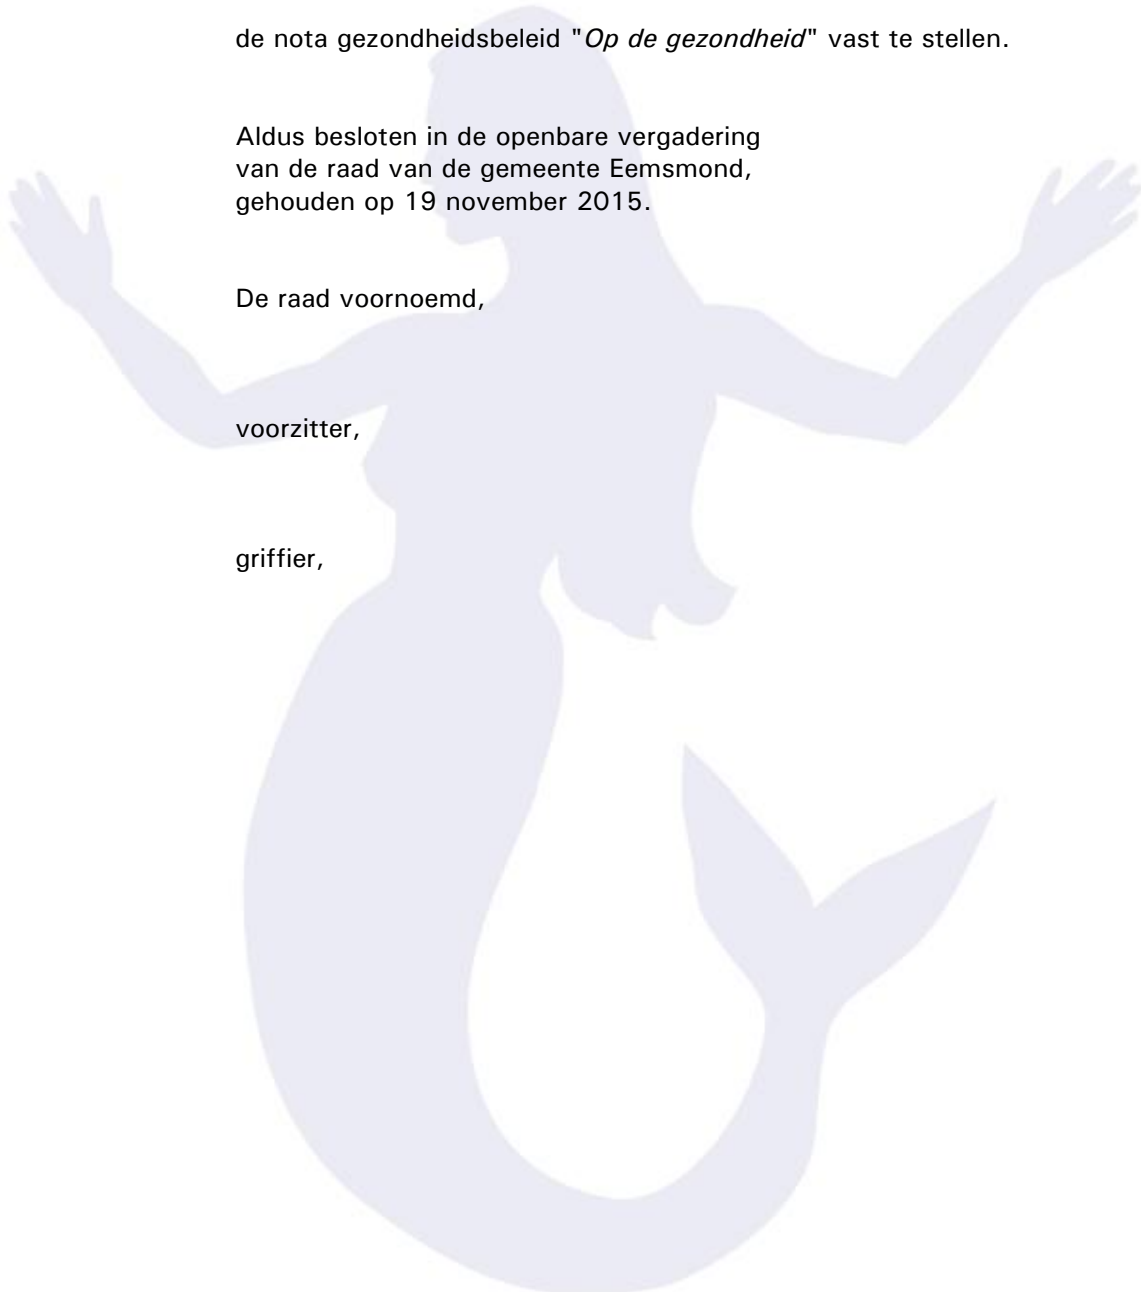 de nota gezondheidsbeleid "Op de gezondheid" vast te stellen.
Aldus besloten in de openbare vergadering
van de raad van de gemeente Eemsmond,
gehouden op 19 november 2015.
De raad voornoemd,
voorzitter,
griffier,